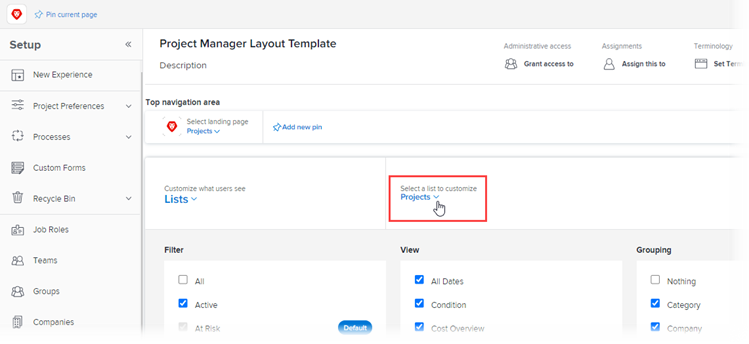 Pin current page
Setup
New Experience
Project Preferences
Processes
Custom Forms
Recycle Bin
Job Roles
Teams
Groups
Companies
Project Manager Layout Template
Description
Administrative access
Grant access to
Assignments
Assign this to
Terminology
Set Term
Top navigation area
Select landing page
Projects
Add new pin
Customize what users see
Lists
Select a list to customize
Projects
Filter
All
Active
At Risk
Default
View
All Dates
Condition
Cost Overview
Grouping
Nothing
Category
Company